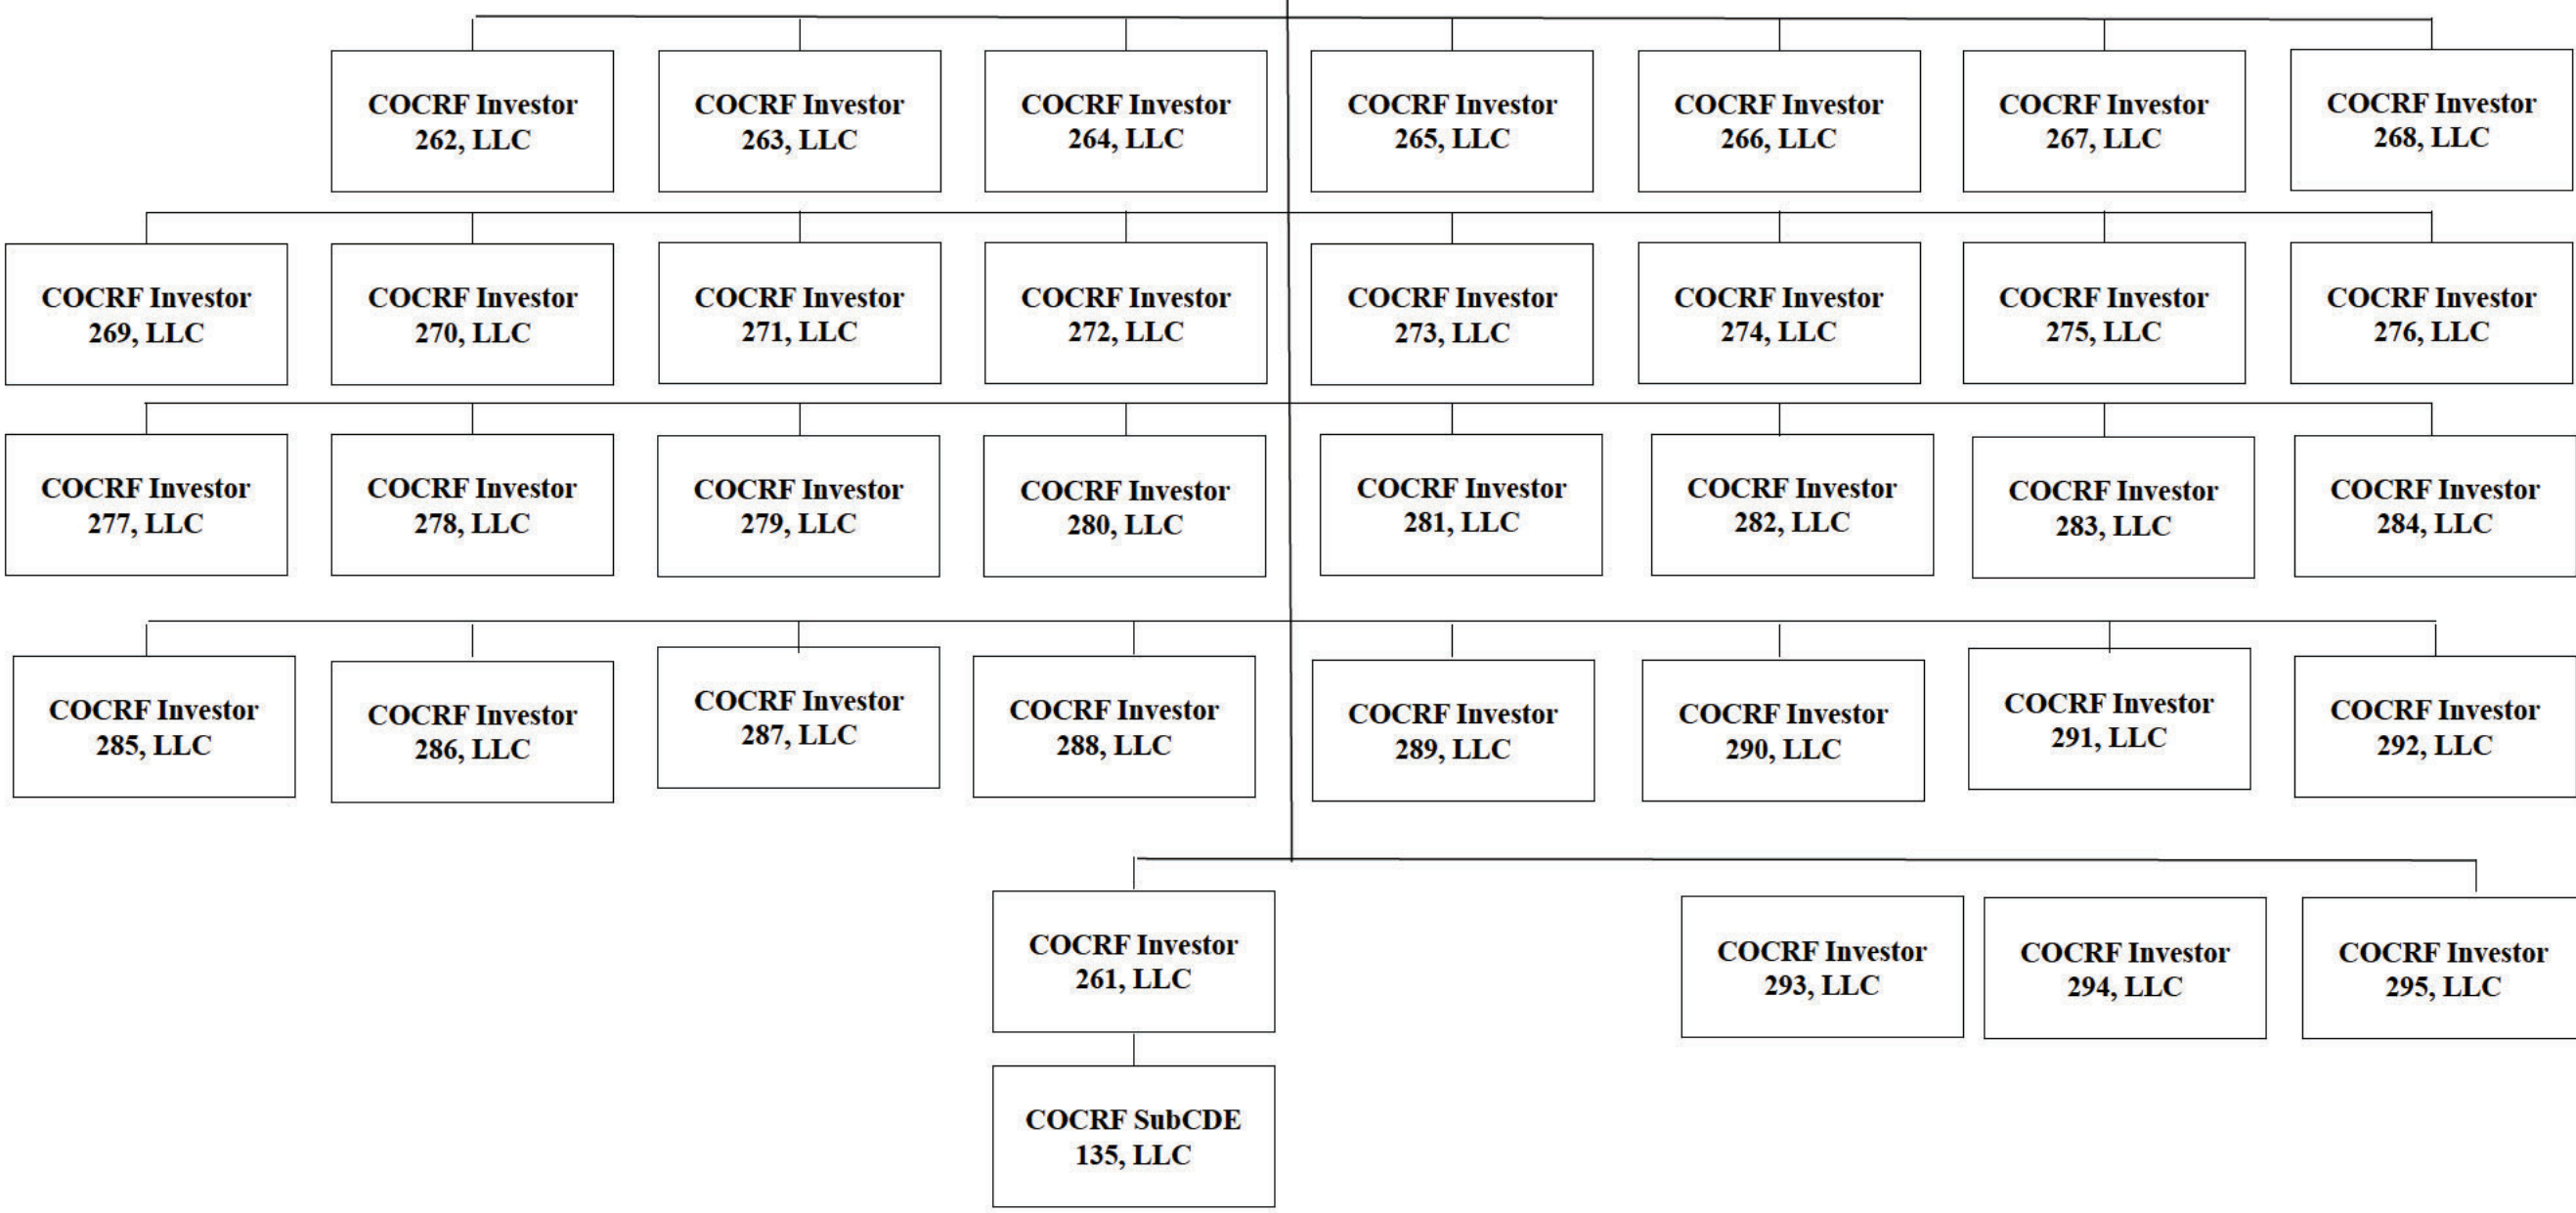 COCRF Investor
262, LLC
COCRF Investor
263, LLC
COCRF Investor
264, LLC
COCRF Investor
265, LLC
COCRF Investor
266, LLC
COCRF Investor
267, LLC
COCRF Investor
268, LLC
COCRF Investor
269, LLC
COCRF Investor
270, LLC
COCRF Investor
271, LLC
COCRF Investor
272, LLC
COCRF Investor
273, LLC
COCRF Investor
274, LLC
COCRF Investor
275, LLC
COCRF Investor
276, LLC
COCRF Investor
277, LLC
COCRF Investor
278, LLC
COCRF Investor
279, LLC
COCRF Investor
280, LLC
COCRF Investor
281, LLC
COCRF Investor
282, LLC
COCRF Investor
283, LLC
COCRF Investor
284, LLC
COCRF Investor
285, LLC
COCRF Investor
286, LLC
COCRF Investor
287, LLC
COCRF Investor
288, LLC
COCRF Investor
289, LLC
COCRF Investor
290, LLC
COCRF Investor
291, LLC
COCRF Investor
292, LLC
COCRF Investor
261, LLC
COCRF Investor
293, LLC
COCRF Investor
294, LLC
COCRF Investor
295, LLC
COCRF SubCDE
135, LLC